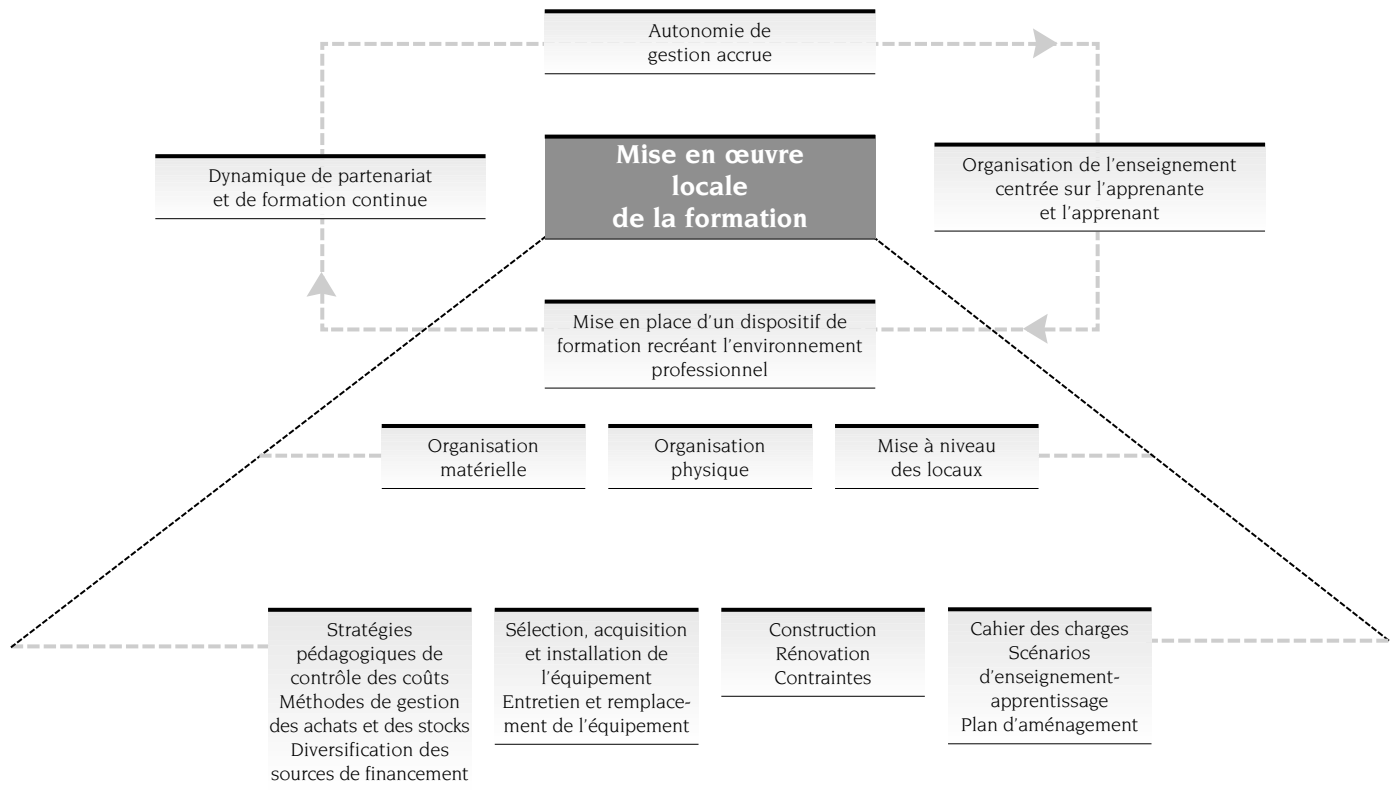 Autonomie de
gestion accrue
Mise en œuvre
locale
de la formation
Dynamique de partenariat
et de formation continue
Organisation de l'enseignement
centrée sur l'apprenante
et l'apprenant
Mise en place d'un dispositif de
formation recréant l'environnement
professionnel
Organisation
matérielle
Organisation
physique
Mise à niveau
des locaux
Stratégies
pédagogiques de
contrôle des coûts
Méthodes de gestion
des achats et des stocks
Diversification des
sources de financement
Sélection, acquisition
et installation de
l'équipement
Entretien et remplace-
ment de l'équipement
Construction
Rénovation
Contraintes
Cahier des charges
Scénarios
d'enseignement-
apprentissage
Plan d'aménagement